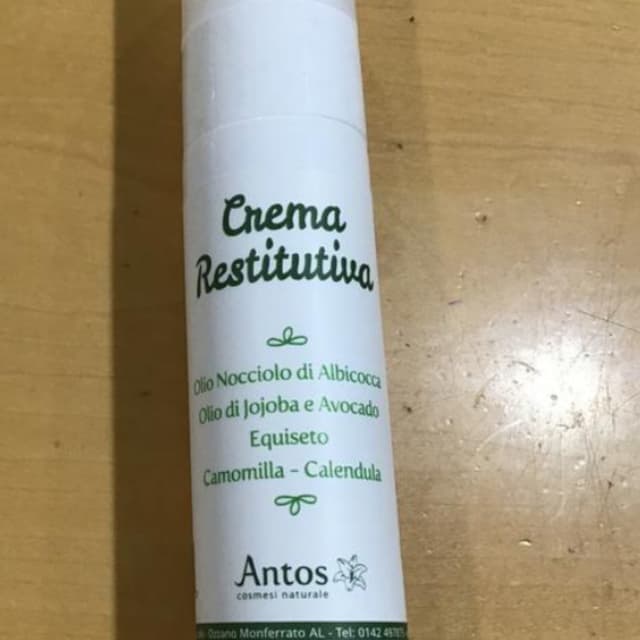 Crema
Restitutiva
Olio Nocciolo di Albicocca
Olio di Jojoba e Avocado
Equiseto
Camomilla - Calendula
Antos
cosmesi naturale
Ozzano Monferrato AL - Tel: 0142